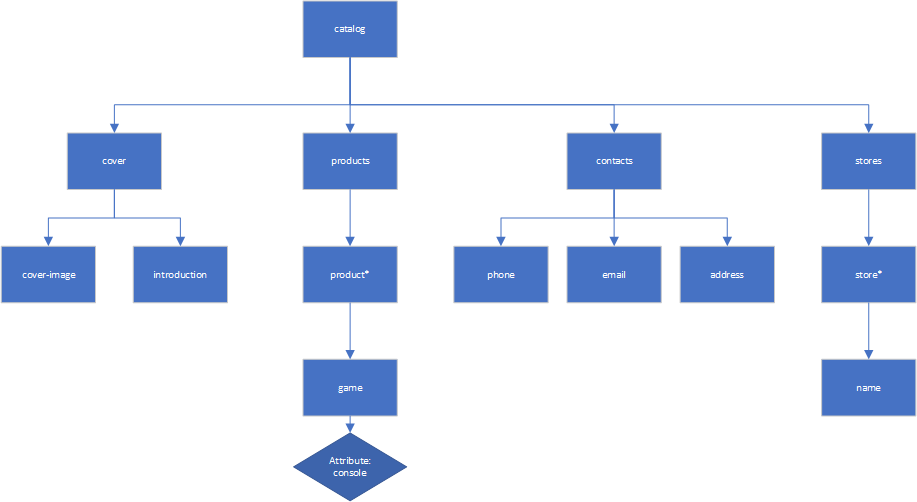 catalog
cover
products
contacts
stores
cover-image
introduction
product*
phone
email
address
store*
game
name
Attribute:
console